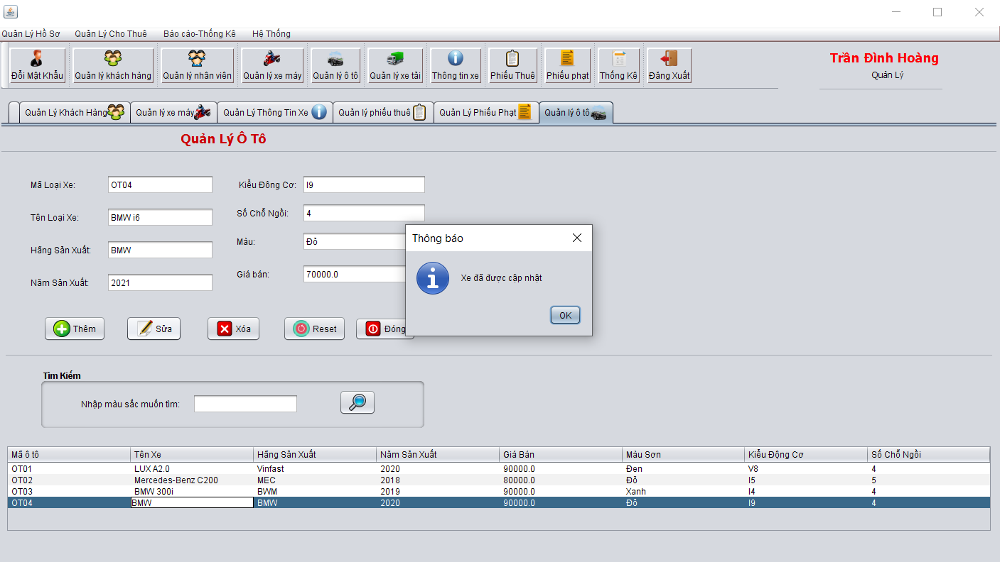 Quản Lý Hồ Sơ Quản Lý Cho Thuê Báo cáo-Thống Kê Hệ Thống
Đổi Mật Khẩu Quản lý khách hàng Quản lý nhân viên Quản lý xe máy Quản lý ô tô Quản lý xe tải Thông tin xe Phiếu Thuê Phiếu phạt Thống Kê Đăng Xuất
Trần Đình Hoàng
Quản Lý
Quản Lý Khách Hàng Quản lý xe máy Quản Lý Thông Tin Xe Quản lý phiếu thuê Quản Lý Phiếu Phạt Quản lý ô tô
Quản Lý Ô Tô
Mã Loại Xe: OT04 Kiểu Đông Cơ: I9
Tên Loại Xe: BMW i6 Số Chỗ Ngồi: 4
Hãng Sản Xuất: BMW Màu: Đỏ
Năm Sản Xuất: 2021 Giá bán: 70000.0
Thông báo
Xe đã được cập nhật
OK
Thêm Sửa Xóa Reset Đóng
Tìm Kiếm
Nhập màu sắc muốn tìm:
Mã ô tô Tên Xe Hãng Sản Xuất Năm Sản Xuất Giá Bán Màu Sơn Kiểu Động Cơ Số Chỗ Ngồi
OT01 LUX A2.0 Vinfast 2020 90000.0 Đen V8 4
OT02 Mercedes-Benz C200 MEC 2018 80000.0 Đỏ I5 5
OT03 BMW 300i BWM 2019 90000.0 Xanh I4 4
OT04 BMW BMW 2020 90000.0 Đỏ I9 4